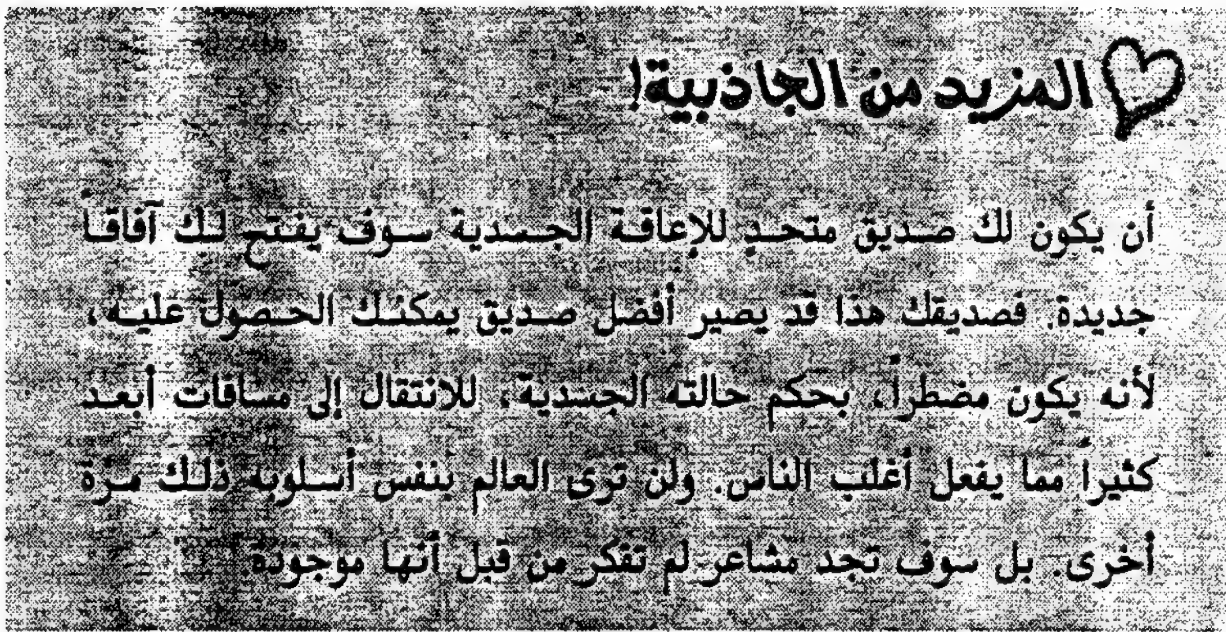 المزيد من الجاذبية!
أن يكون لك صديق متحدٍ للإعاقة الجسدية سوف يفتح لك آفاقاً
جديدة. فصديقك هذا قد يصير أفضل صديق يمكنك الحصول عليه،
لأنه يكون مضطراً، بحكم حالته الجسدية، للانتقال إلى مسافات أبعد
كثيراً مما يفعل أغلب الناس. ولن ترى العالم بنفس أسلوبه ذلك مرة
أخرى. بل سوف تجد مشاعر لم تفكر من قبل أنها موجودة